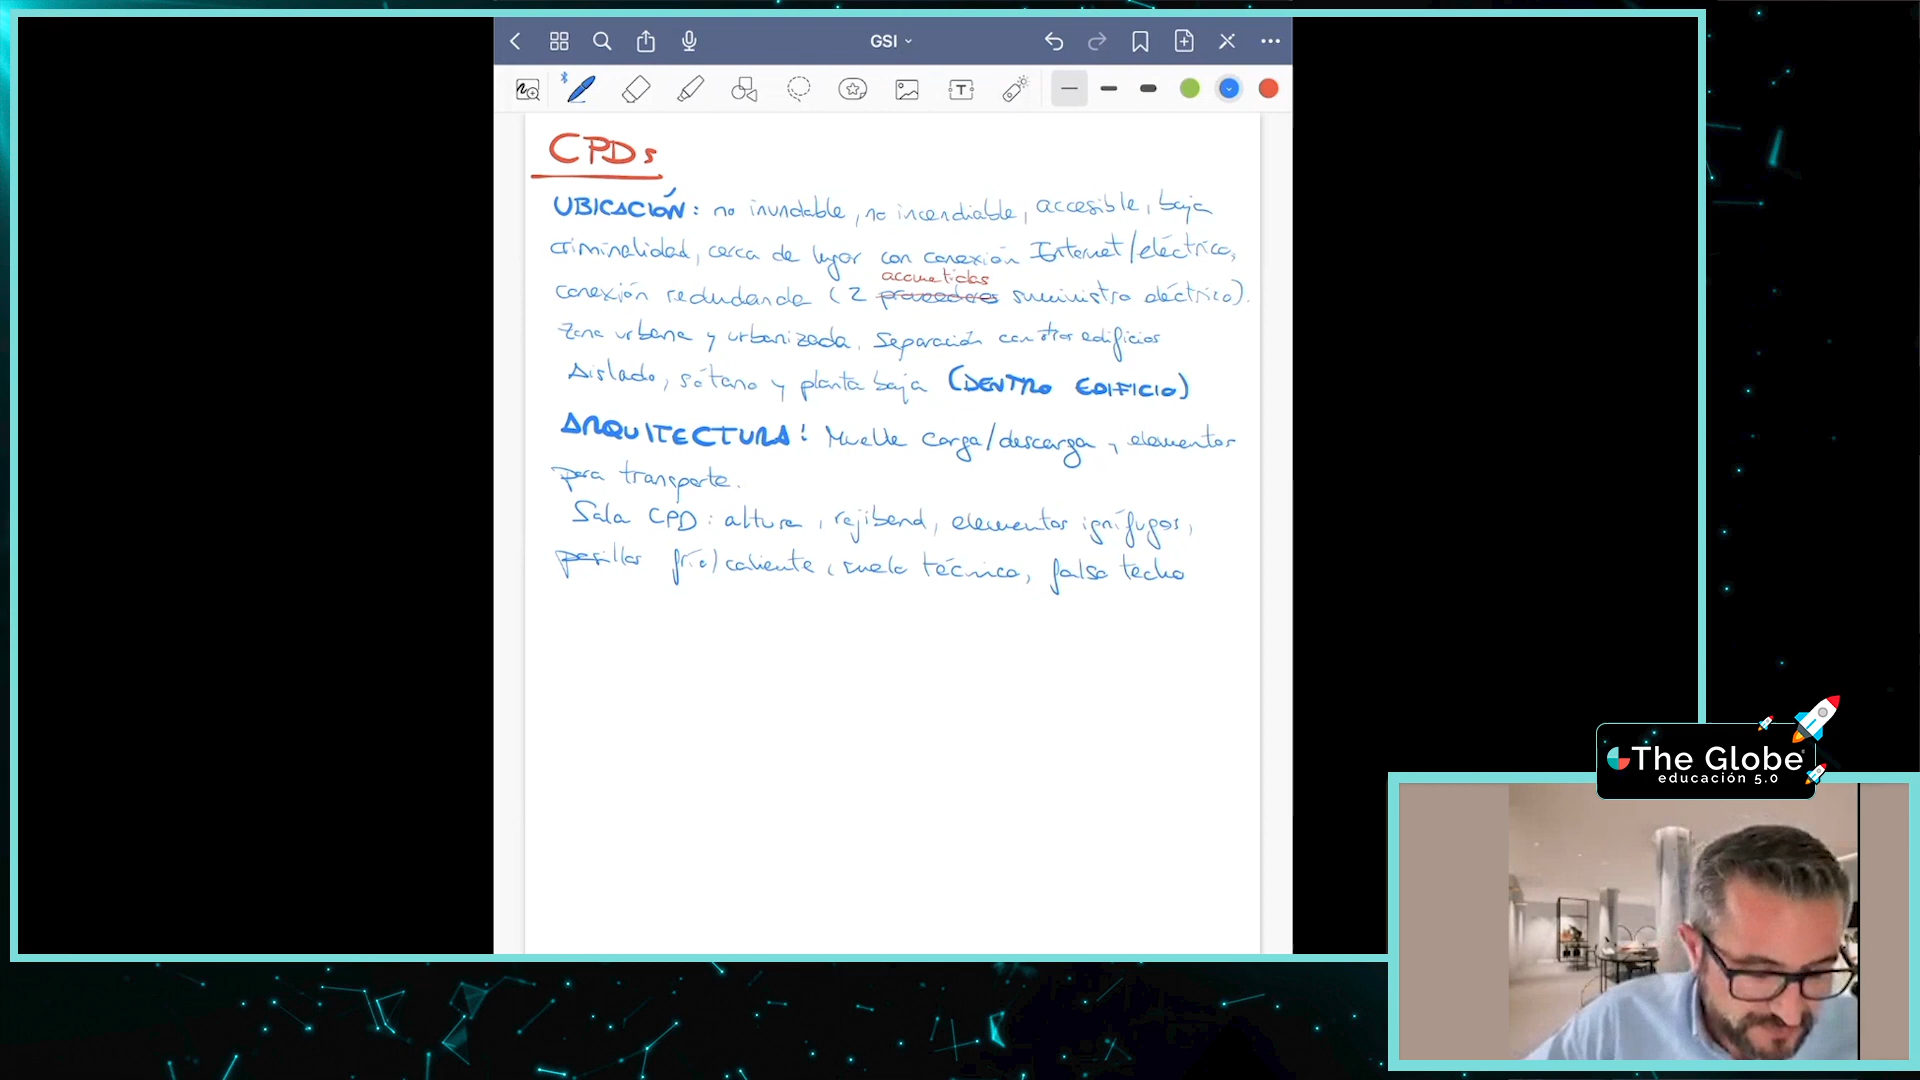 GSI
CPDs
UBICACIÓN: no inundable, no incendiable, accesible, baja
criminalidad, cerca de lugar con conexión Internet/eléctrica,
acometidas
conexión redundante (2 proveedores suministro eléctrico).
Zona urbana y urbanizada. Separación con otros edificios
Aislado, sótano y planta baja (DENTRO EDIFICIO)
ARQUITECTURA: Muelle carga/descarga y elementos
para transporte.
Sala CPD: altura, rejiband, elementos ignífugos,
pasillos frío/caliente, suelo técnico, falso techo
The Globe
educación 5.0